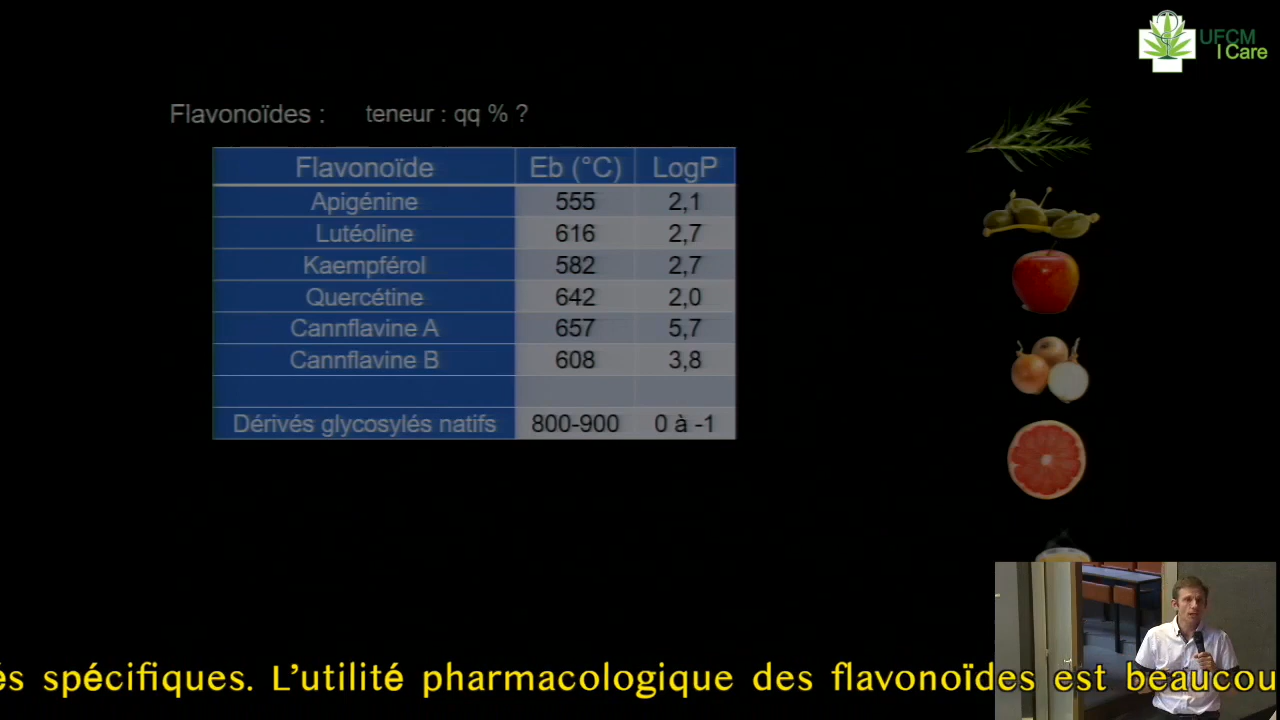 UFCM
I Care
Flavonoïdes : teneur : qq % ?
Flavonoïde Eb (°C) LogP
Apigénine 555 2,1
Lutéoline 616 2,7
Kaempférol 582 2,7
Quercétine 642 2,0
Cannflavine A 657 5,7
Cannflavine B 608 3,8
Dérivés glycosylés natifs 800-900 0 à -1
és spécifiques. L'utilité pharmacologique des flavonoïdes est beaucou